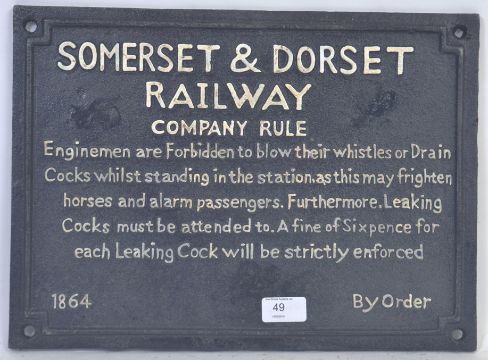 SOMERSET & DORSET
RAILWAY
COMPANY RULE
Enginemen are Forbidden to blow their whistles or Drain
Cocks whilst standing in the station.as this may frighten
horses and alarm passengers. Furthermore. Leaking
Cocks must be attended to. A fine of Sixpence for
each Leaking Cock will be strictly enforced
1864
By Order
49